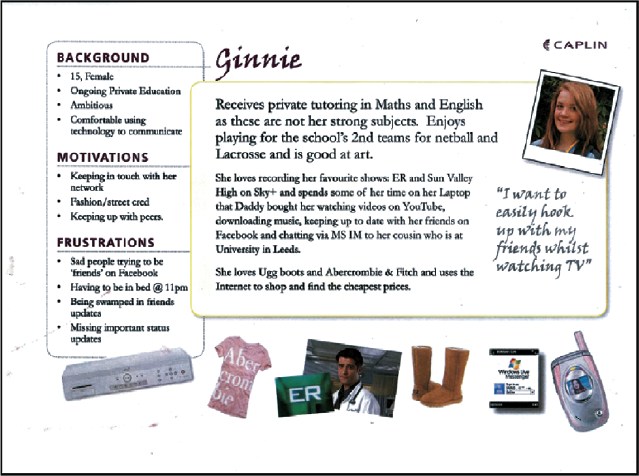 CAPLIN
Ginnie
BACKGROUND
• 15, Female
• Ongoing Private Education
• Ambitious
• Comfortable using
technology to communicate
MOTIVATIONS
• Keeping in touch with her
network
• Fashion/street cred
• Keeping up with peers.
FRUSTRATIONS
• Sad people trying to be
'friends' on Facebook
• Having to be in bed @ 11pm
• Being swamped in friends
updates
• Missing important status
updates
Receives private tutoring in Maths and English
as these are not her strong subjects. Enjoys
playing for the school's 2nd teams for netball and
Lacrosse and is good at art.
She loves recording her favourite shows: ER and Sun Valley
High on Sky+ and spends some of her time on her Laptop
that Daddy bought her watching videos on YouTube,
downloading music, keeping up to date with her friends on
Facebook and chatting via MS IM to her cousin who is at
University in Leeds.
She loves Ugg boots and Abercrombie & Fitch and uses the
Internet to shop and find the cheapest prices.
"I want to
easily hook
up with my
friends whilst
watching TV"
Aber
crom
bie
ER
Windows Live
Messenger